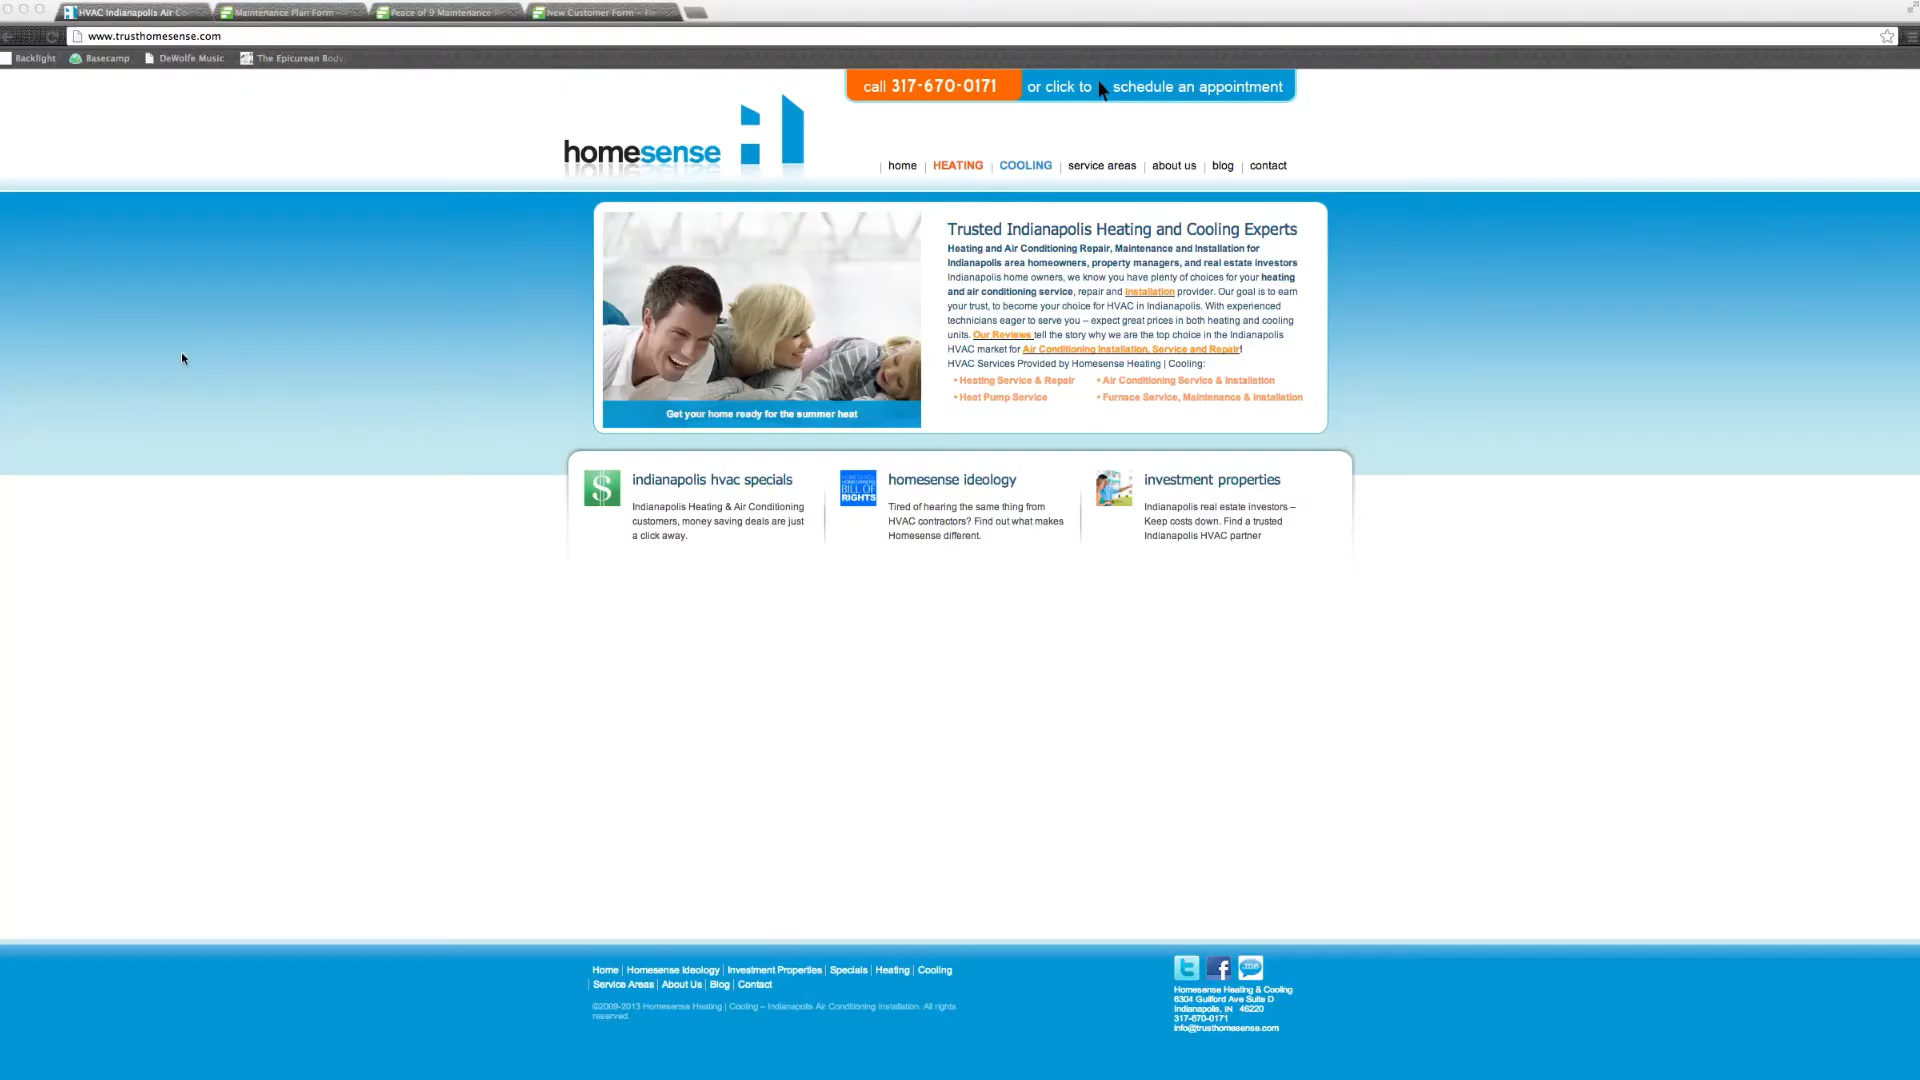 HVAC Indianapolis Air Co
Maintenance Plan Form –
Peace of 9 Maintenance
New Customer Form – Fo
www.trusthomesense.com
Backlight
Basecamp
DeWolfe Music
The Epicurean Body
call 317-670-0171 or click to schedule an appointment
homesense
home
HEATING
COOLING
service areas
about us
blog
contact
Trusted Indianapolis Heating and Cooling Experts
Heating and Air Conditioning Repair, Maintenance and Installation for
Indianapolis area homeowners, property managers, and real estate investors
Indianapolis home owners, we know you have plenty of choices for your heating
and air conditioning service, repair and Installation provider. Our goal is to earn
your trust, to become your choice for HVAC in Indianapolis. With experienced
technicians eager to serve you – expect great prices in both heating and cooling
units. Our Reviews tell the story why we are the top choice in the Indianapolis
HVAC market for Air Conditioning Installation, Service and Repair!
HVAC Services Provided by Homesense Heating | Cooling:
• Heating Service & Repair
• Air Conditioning Service & Installation
• Heat Pump Service
• Furnace Service, Maintenance & Installation
Get your home ready for the summer heat
indianapolis hvac specials
Indianapolis Heating & Air Conditioning
customers, money saving deals are just
a click away.
BILL OF
RIGHTS
homesense ideology
Tired of hearing the same thing from
HVAC contractors? Find out what makes
Homesense different.
investment properties
Indianapolis real estate investors –
Keep costs down. Find a trusted
Indianapolis HVAC partner
Home | Homesense Ideology | Investment Properties | Specials | Heating | Cooling
| Service Areas | About Us | Blog | Contact
©2009-2013 Homesense Heating | Cooling – Indianapolis Air Conditioning Installation. All rights
reserved.
.me
Homesense Heating & Cooling
6304 Guilford Ave Suite D
Indianapolis, IN 46220
317-670-0171
info@trusthomesense.com